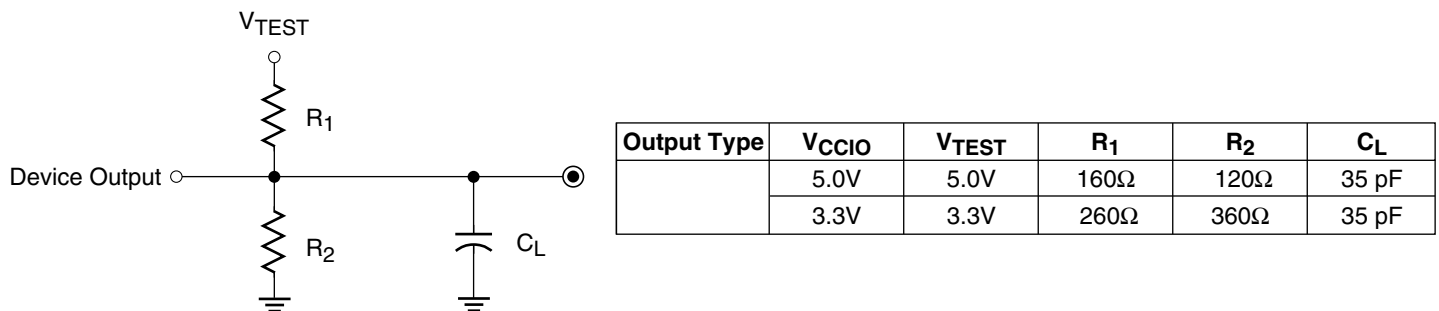 VTEST
R1
Device Output
R2
CL
Output Type VCCIO VTEST R1 R2 CL
5.0V 5.0V 160Ω 120Ω 35 pF
3.3V 3.3V 260Ω 360Ω 35 pF